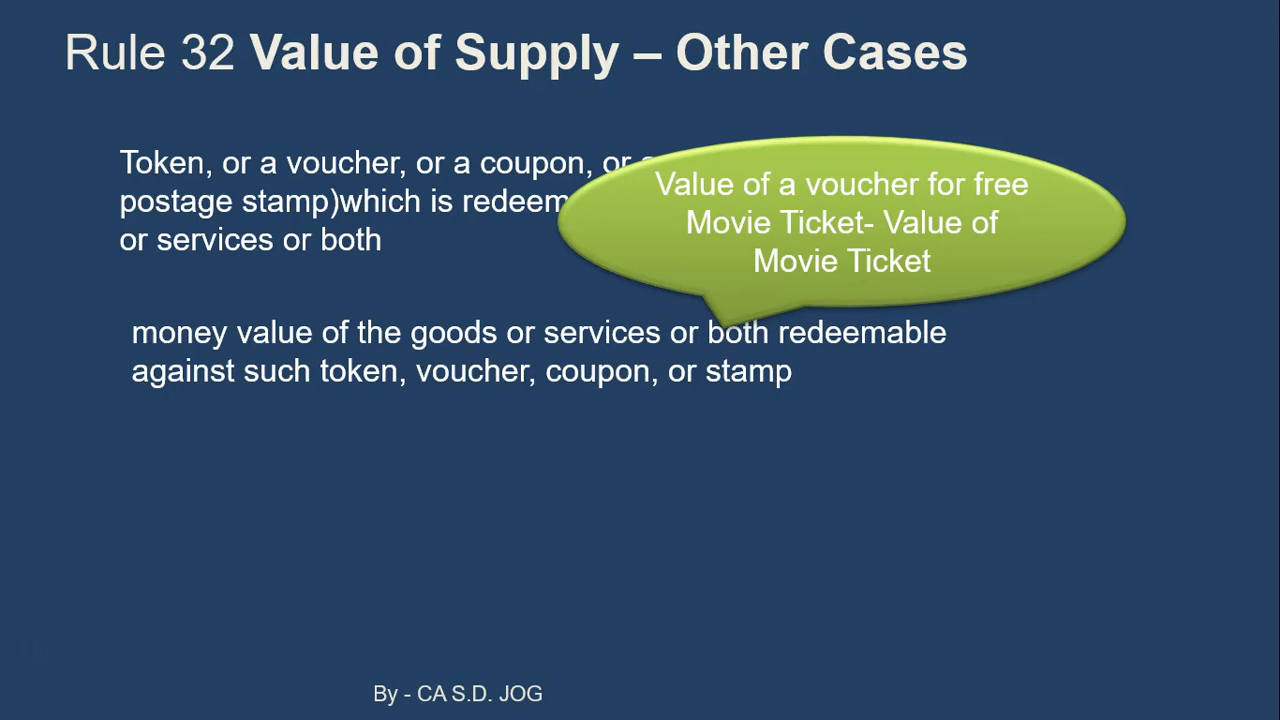 Rule 32 Value of Supply – Other Cases
Token, or a voucher, or a coupon, or
postage stamp)which is redeem
or services or both
Value of a voucher for free
Movie Ticket- Value of
Movie Ticket
money value of the goods or services or both redeemable
against such token, voucher, coupon, or stamp
By - CA S.D. JOG